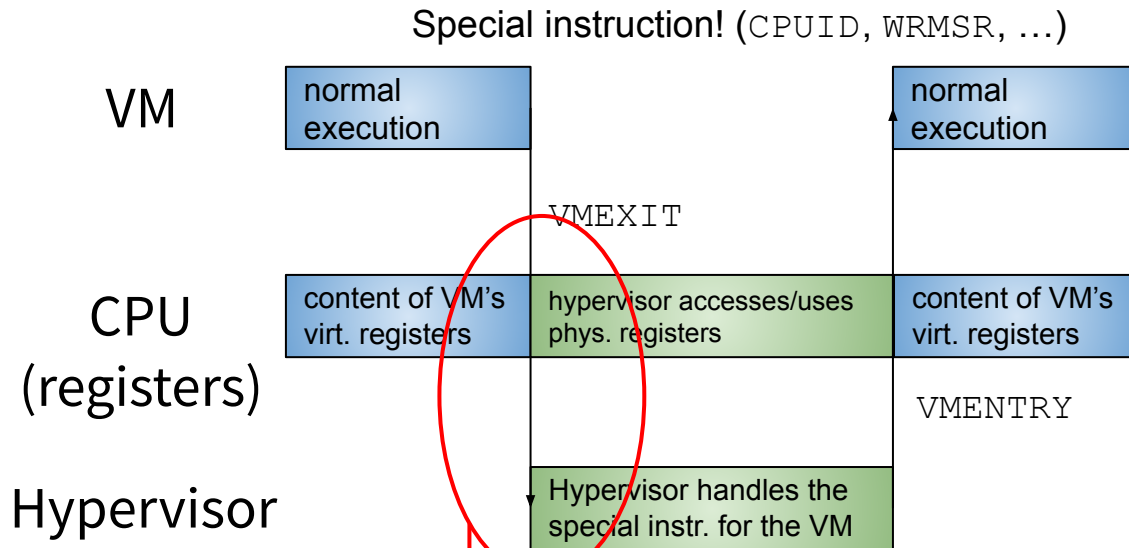 Special instruction! (CPUID, WRMSR, …)
VM
normal
execution
normal
execution
VMEXIT
CPU
(registers)
content of VM’s
virt. registers
hypervisor accesses/uses
phys. registers
content of VM’s
virt. registers
VMENTRY
Hypervisor
Hypervisor handles the
special instr. for the VM